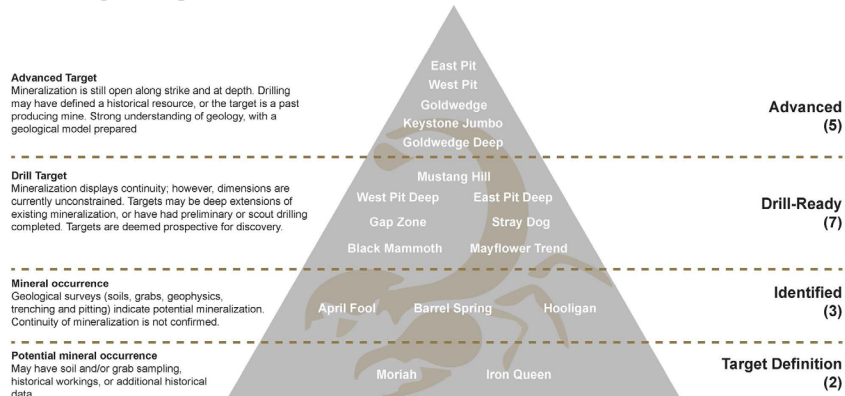 Advanced Target
Mineralization is still open along strike and at depth. Drilling
may have defined a historical resource, or the target is a past
producing mine. Strong understanding of geology, with a
geological model prepared
East Pit
West Pit
Goldwedge
Keystone Jumbo
Goldwedge Deep
Advanced
(5)
Drill Target
Mineralization displays continuity; however, dimensions are
currently unconstrained. Targets may be deep extensions of
existing mineralization, or have had preliminary or scout drilling
completed. Targets are deemed prospective for discovery.
Mustang Hill
West Pit Deep East Pit Deep
Gap Zone Stray Dog
Black Mammoth Mayflower Trend
Drill-Ready
(7)
Mineral occurrence
Geological surveys (soils, grabs, geophysics,
trenching and pitting) indicate potential mineralization.
Continuity of mineralization is not confirmed.
April Fool Barrel Spring Hooligan
Identified
(3)
Potential mineral occurrence
May have soil and/or grab sampling,
historical workings, or additional historical
data
Moriah Iron Queen
Target Definition
(2)